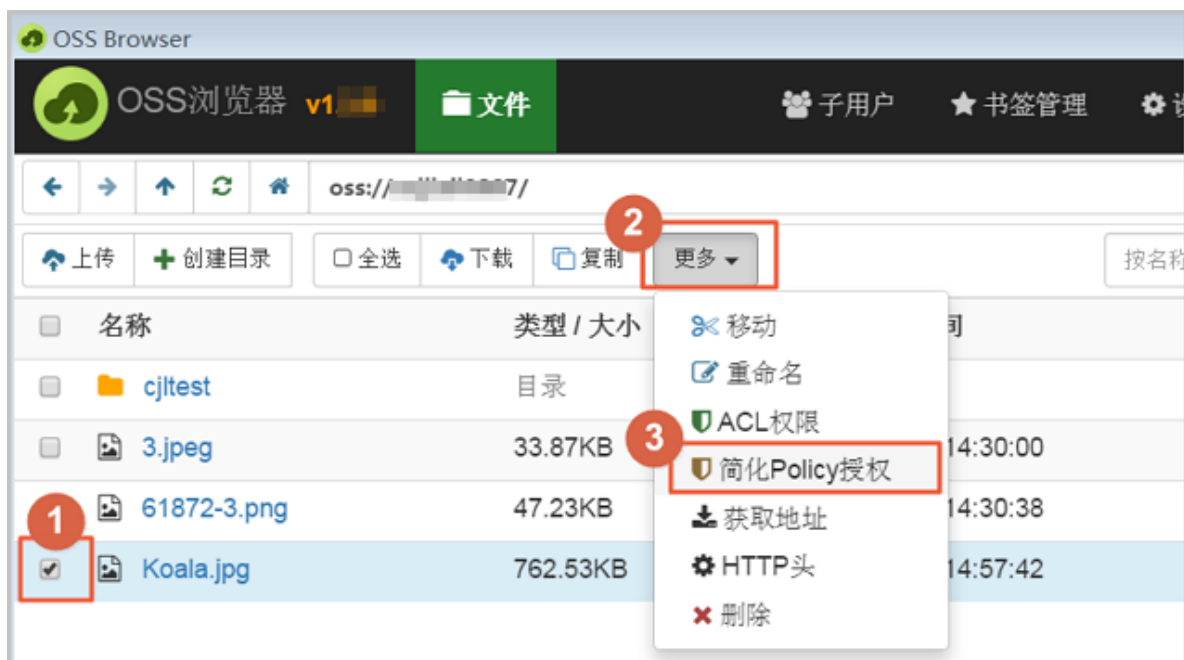 OSS Browser
OSS浏览器 v1. 文件 子用户 书签管理
oss:// 7/
2
上传 创建目录 全选 下载 复制 更多 按名称
名称 类型 / 大小 间
移动
重命名
ACL权限
简化Policy授权
获取地址
HTTP头
删除
cjltest 目录
3
3.jpeg 33.87KB 14:30:00
1
61872-3.png 47.23KB 14:30:38
Koala.jpg 762.53KB 14:57:42